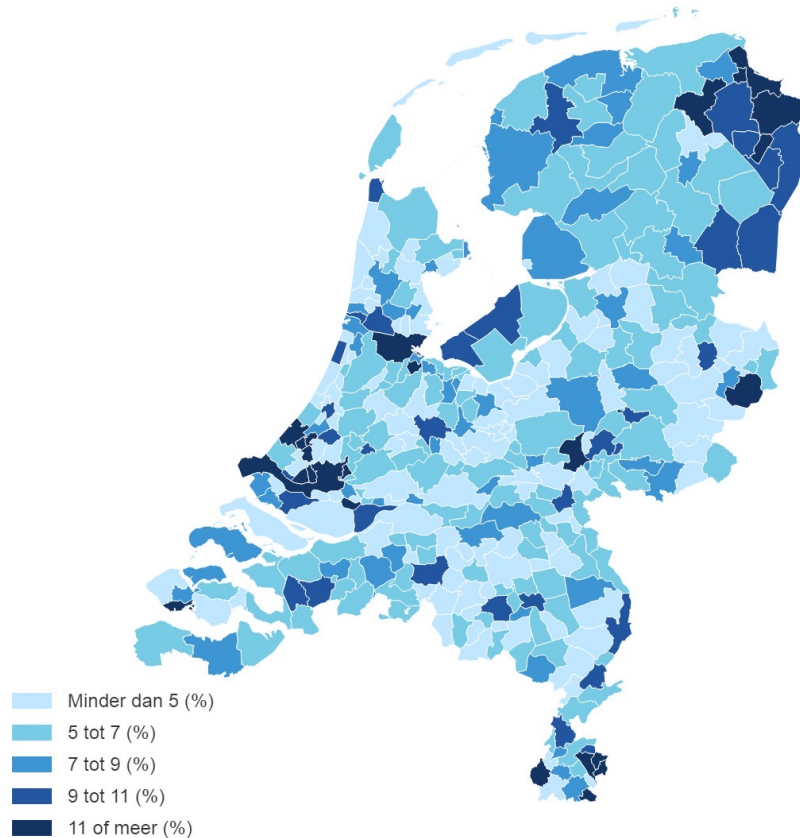 Minder dan 5 (%)
5 tot 7 (%)
7 tot 9 (%)
9 tot 11 (%)
11 of meer (%)